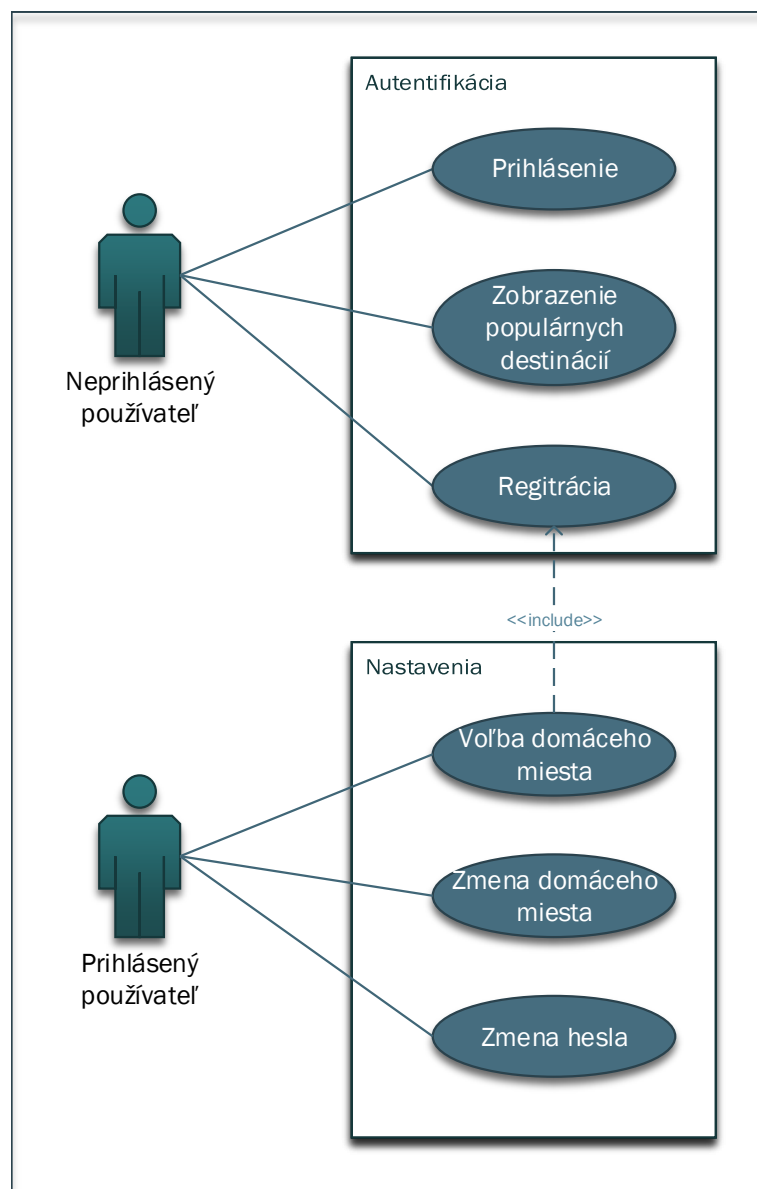 Autentifikácia
Prihlásenie
Zobrazenie
populárnych
destinácií
Neprihlásený
používateľ
Regitrácia
<<include>>
Nastavenia
Voľba domáceho
miesta
Zmena domáceho
miesta
Prihlásený
používateľ
Zmena hesla